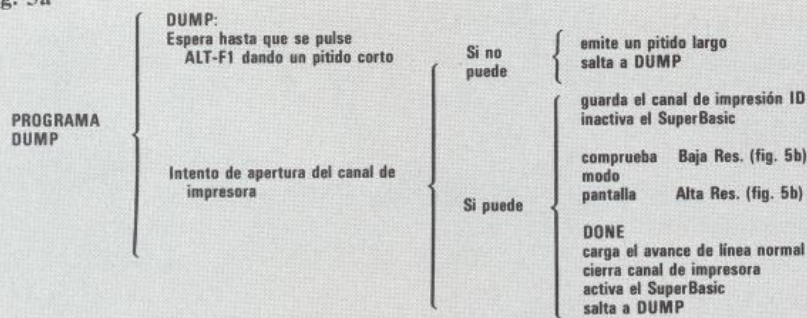 DUMP:
Espera hasta que se pulse
ALT-F1 dando un pitido corto
PROGRAMA
DUMP
Intento de apertura del canal de
impresora
Si no
puede
emite un pitido largo
salta a DUMP
Si puede
guarda el canal de impresión ID
inactiva el SuperBasic
comprueba Baja Res. (fig. 5b)
modo
pantalla Alta Res. (fig. 5b)
DONE
carga el avance de línea normal
cierra canal de impresora
activa el SuperBasic
salta a DUMP